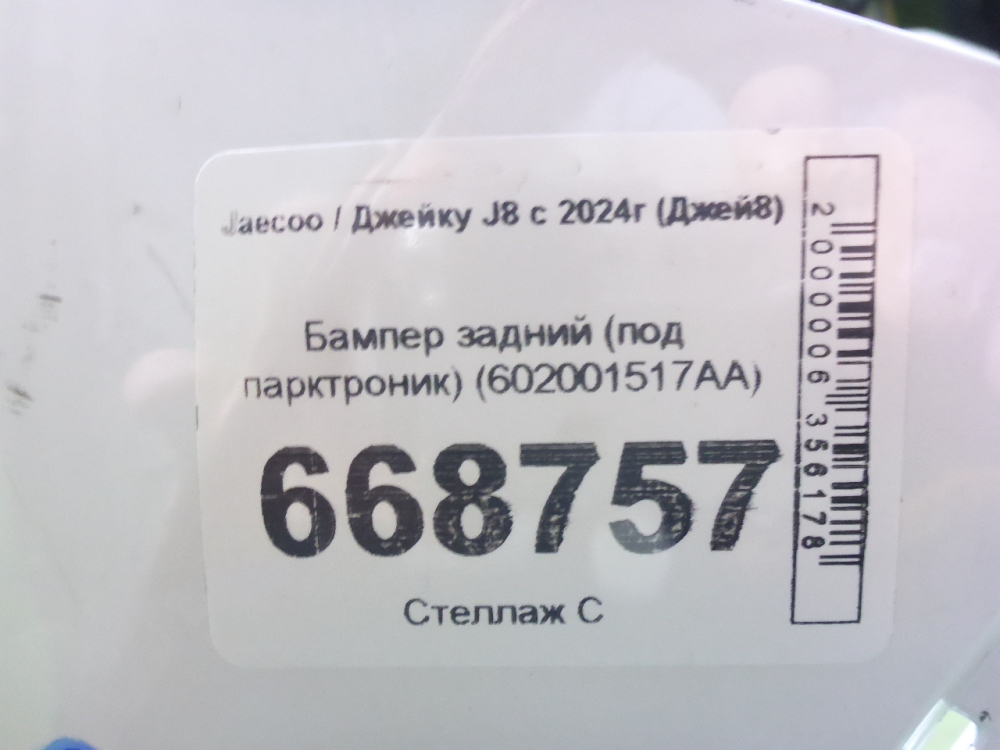 Jaecoo / Джейку J8 с 2024г (Джей8)
Бампер задний (под
парктроник) (602001517AA)
668757
Стеллаж С
2000006356178